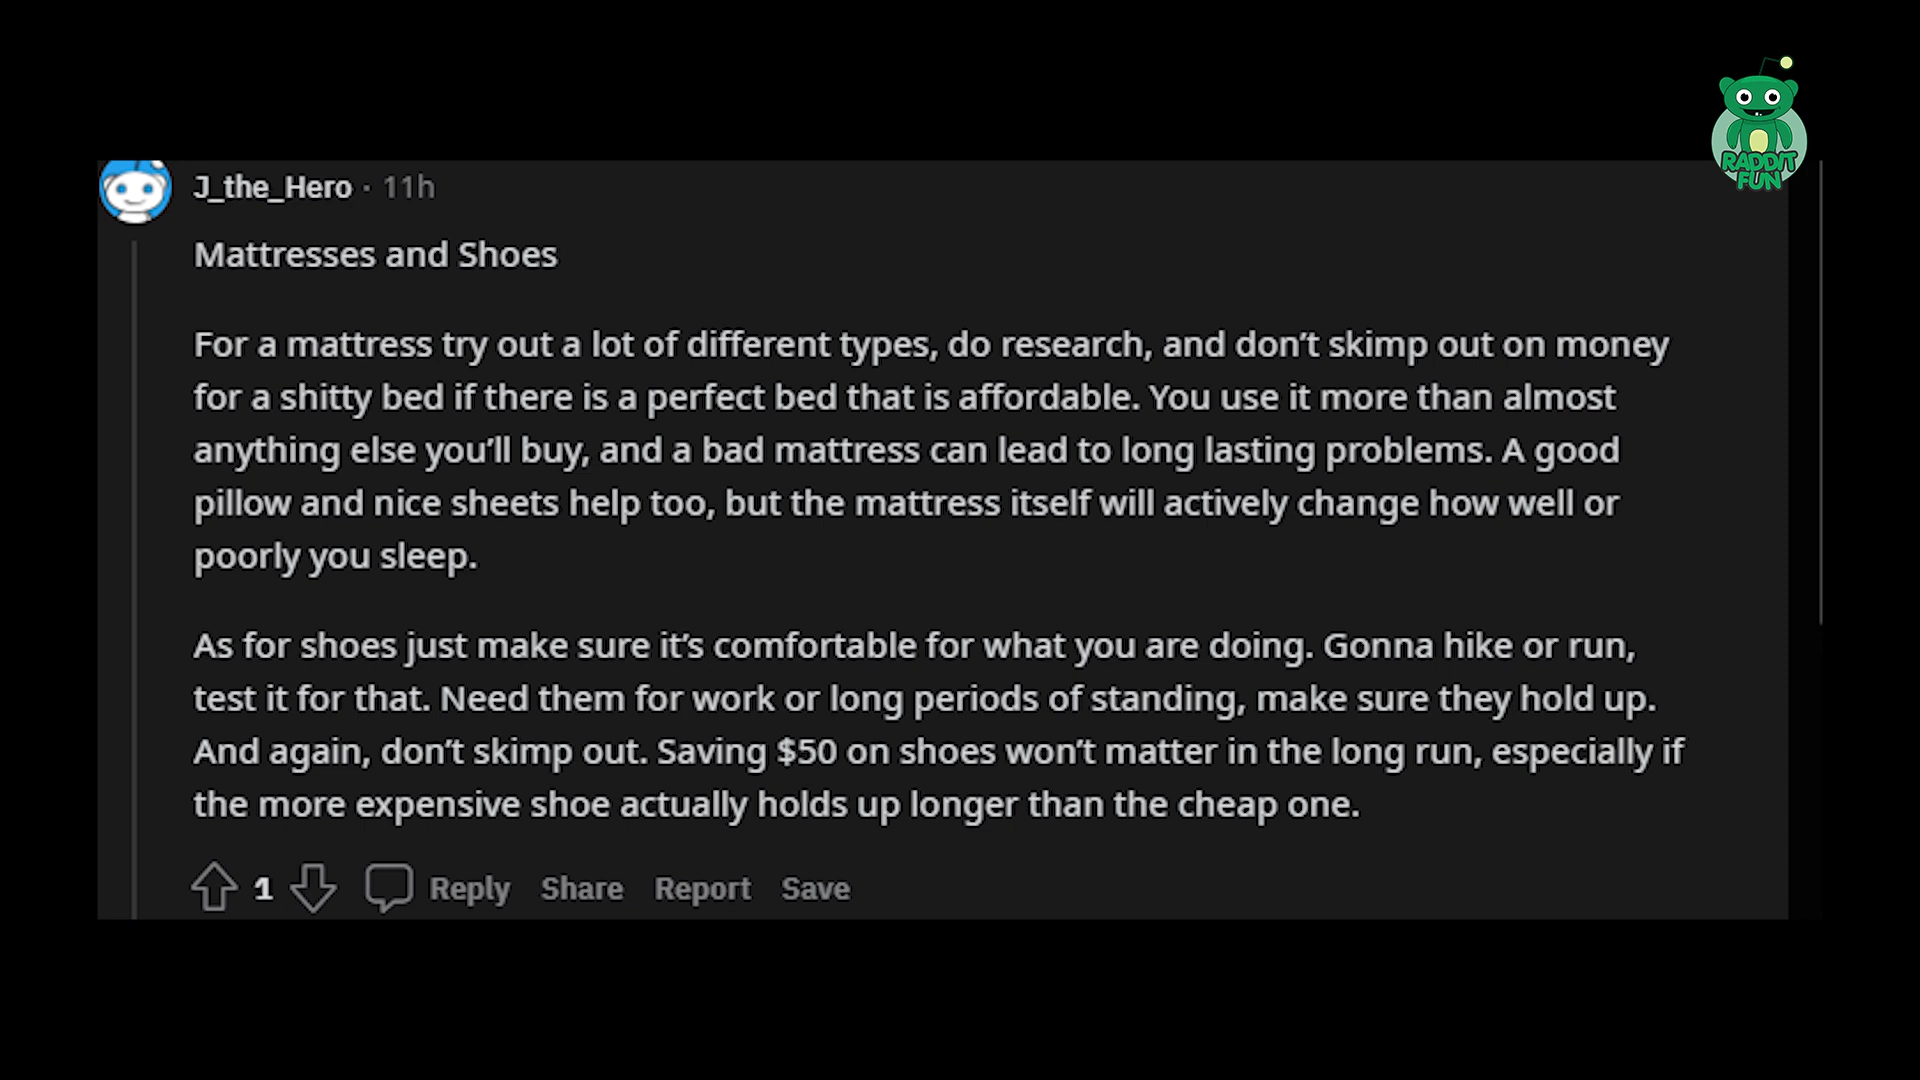 RADDIT
FUN
J_the_Hero · 11h
Mattresses and Shoes
For a mattress try out a lot of different types, do research, and don’t skimp out on money
for a shitty bed if there is a perfect bed that is affordable. You use it more than almost
anything else you’ll buy, and a bad mattress can lead to long lasting problems. A good
pillow and nice sheets help too, but the mattress itself will actively change how well or
poorly you sleep.
As for shoes just make sure it’s comfortable for what you are doing. Gonna hike or run,
test it for that. Need them for work or long periods of standing, make sure they hold up.
And again, don’t skimp out. Saving $50 on shoes won’t matter in the long run, especially if
the more expensive shoe actually holds up longer than the cheap one.
1 Reply Share Report Save